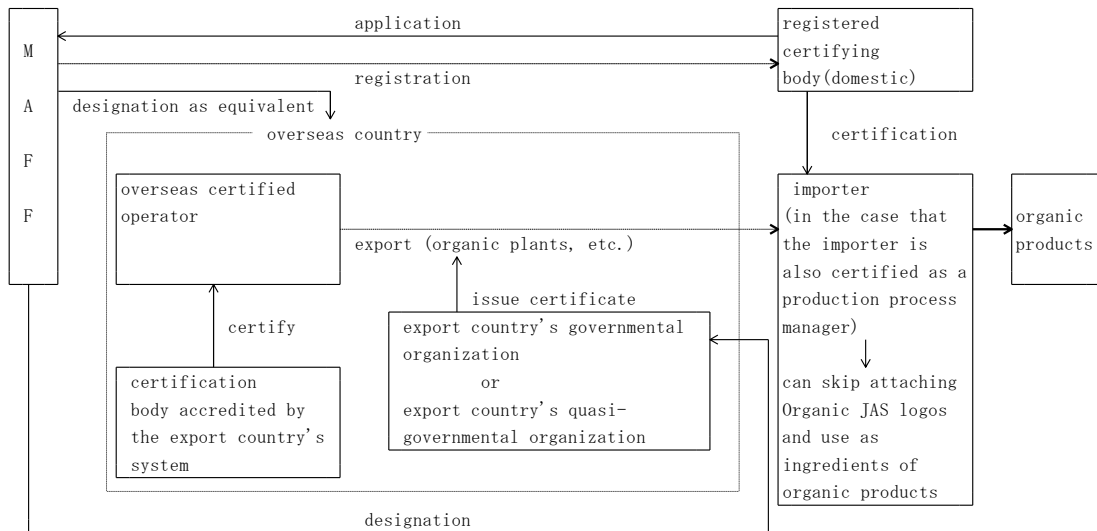 M
A
F
F
application
registration
designation as equivalent
registered
certifying
body(domestic)
overseas country
certification
overseas certified
operator
export (organic plants, etc.)
issue certificate
certify
certification
body accredited by
the export country's
system
export country's governmental
organization
or
export country's quasi-
governmental organization
importer
(in the case that
the importer is
also certified as a
production process
manager)
can skip attaching
Organic JAS logos
and use as
ingredients of
organic products
organic
products
designation